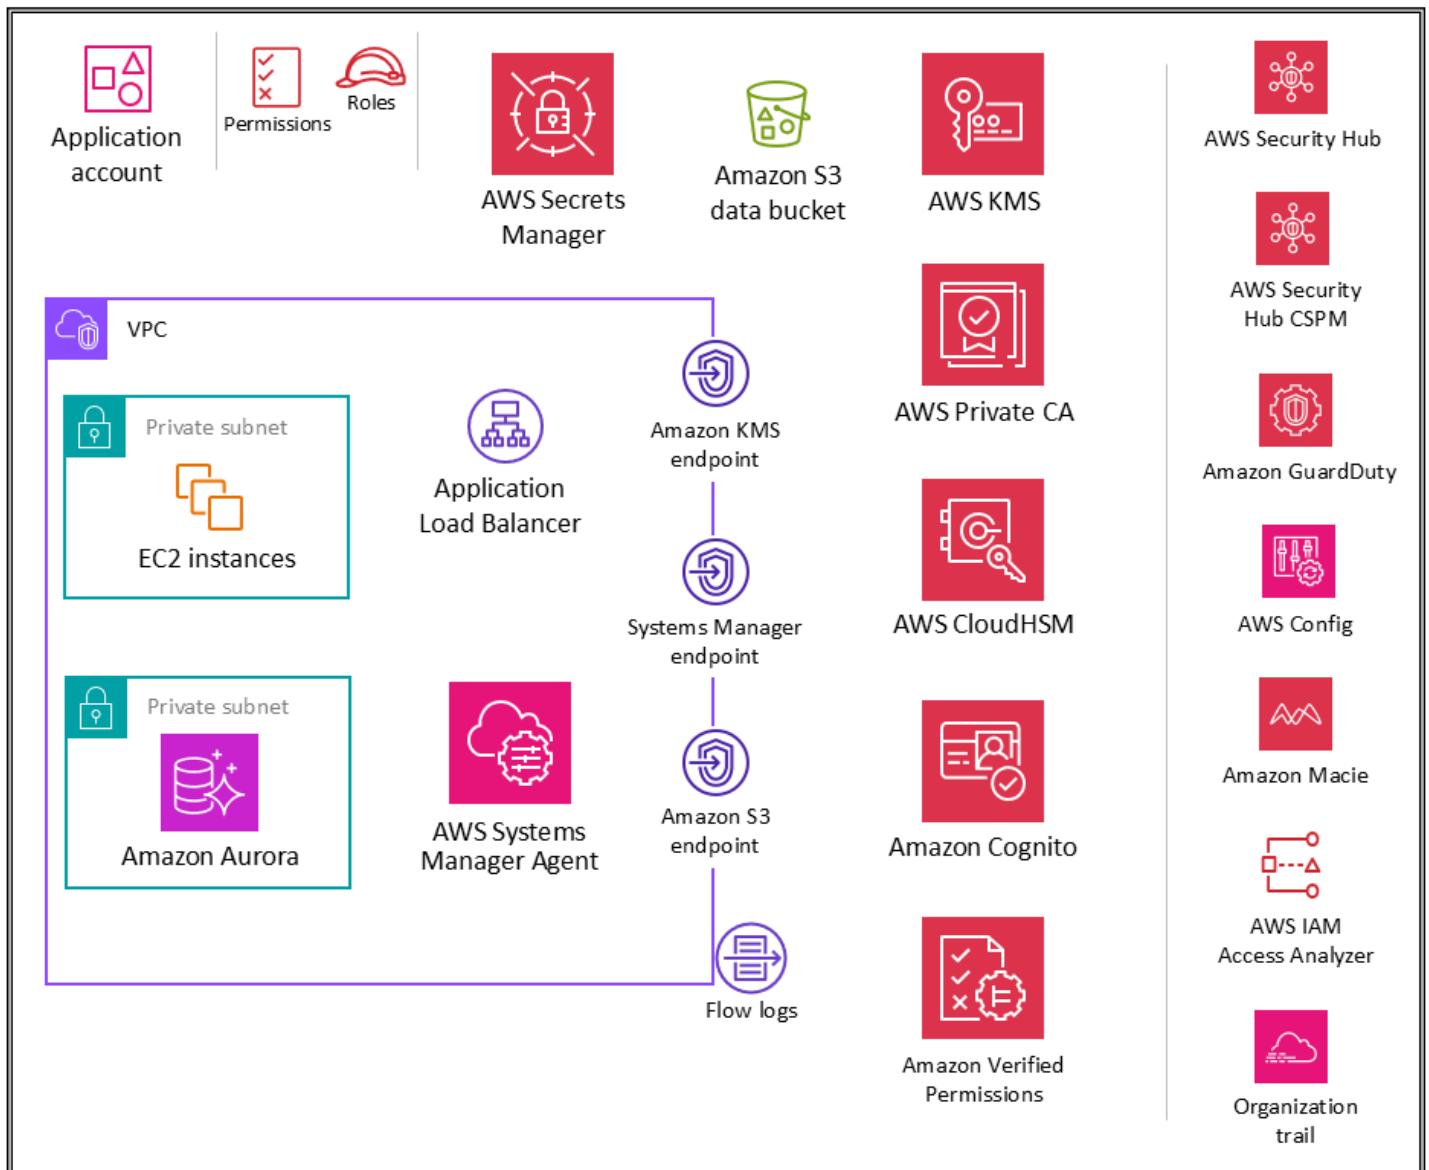 Application
account
Permissions
Roles
AWS Secrets
Manager
Amazon S3
data bucket
AWS KMS
AWS Security Hub
AWS Security
Hub CSPM
Amazon GuardDuty
AWS Config
Amazon Macie
AWS IAM
Access Analyzer
Organization
trail
VPC
Private subnet
EC2 instances
Application
Load Balancer
Amazon KMS
endpoint
Systems Manager
endpoint
Private subnet
Amazon Aurora
AWS Systems
Manager Agent
Amazon S3
endpoint
Flow logs
AWS Private CA
AWS CloudHSM
Amazon Cognito
Amazon Verified
Permissions